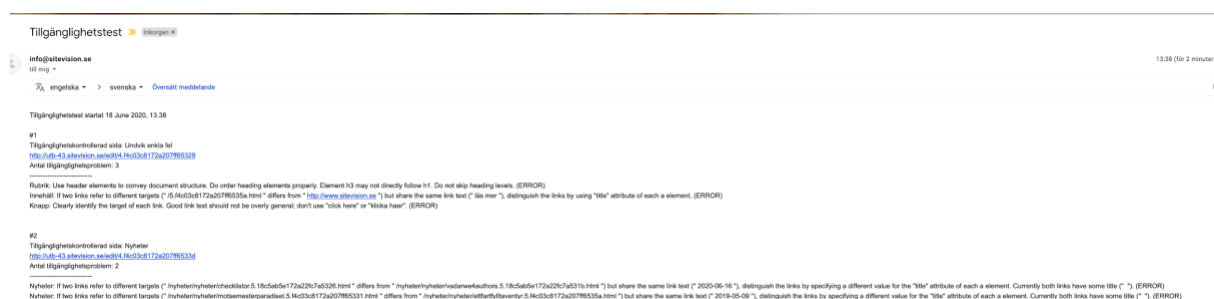 Tillgänglighetstest
Inkorgen ×
info@sitevision.se
13:38 (för 2 minuter
till mig
engelska > svenska Översätt meddelande
Tillgänglighetstest startat 18 June 2020, 13.38
#1
Tillgänglighetskontrollerad sida: Undvik enkla fel
http://utb-43.sitevision.se/edit/4.f4c03c8172a207ff65329
Antal tillgänglighetsproblem: 3
----------------------------
Rubrik: Use header elements to convey document structure. Do order heading elements properly. Element h3 may not directly follow h1. Do not skip heading levels. (ERROR)
Innehåll: If two links refer to different targets (" /5.f4c03c8172a207ff6535a.html " differs from " http://www.sitevision.se ") but share the same link text (" läs mer "), distinguish the links by using "title" attribute of each a element. (ERROR)
Knapp: Clearly identify the target of each link. Good link text should not be overly general; don't use "click here" or "klicka haer". (ERROR)
#2
Tillgänglighetskontrollerad sida: Nyheter
http://utb-43.sitevision.se/edit/4.f4c03c8172a207ff6533d
Antal tillgänglighetsproblem: 2
----------------------------
Nyheter: If two links refer to different targets (" /nyheter/nyheter/checklistor.5.18c5ab5e172a22fc7a5326.html " differs from " /nyheter/nyheter/vadarwe4authors.5.18c5ab5e172a22fc7a531b.html ") but share the same link text (" 2020-06-16 "), distinguish the links by specifying a different value for the "title" attribute of each a element. Currently both links have some title (" "). (ERROR)
Nyheter: If two links refer to different targets (" /nyheter/nyheter/motsemesterparadiset.5.f4c03c8172a207ff65331.html " differs from " /nyheter/nyheter/ettfartfylltaventyr.5.f4c03c8172a207ff6535a.html ") but share the same link text (" 2019-05-09 "), distinguish the links by specifying a different value for the "title" attribute of each a element. Currently both links have some title (" "). (ERROR)